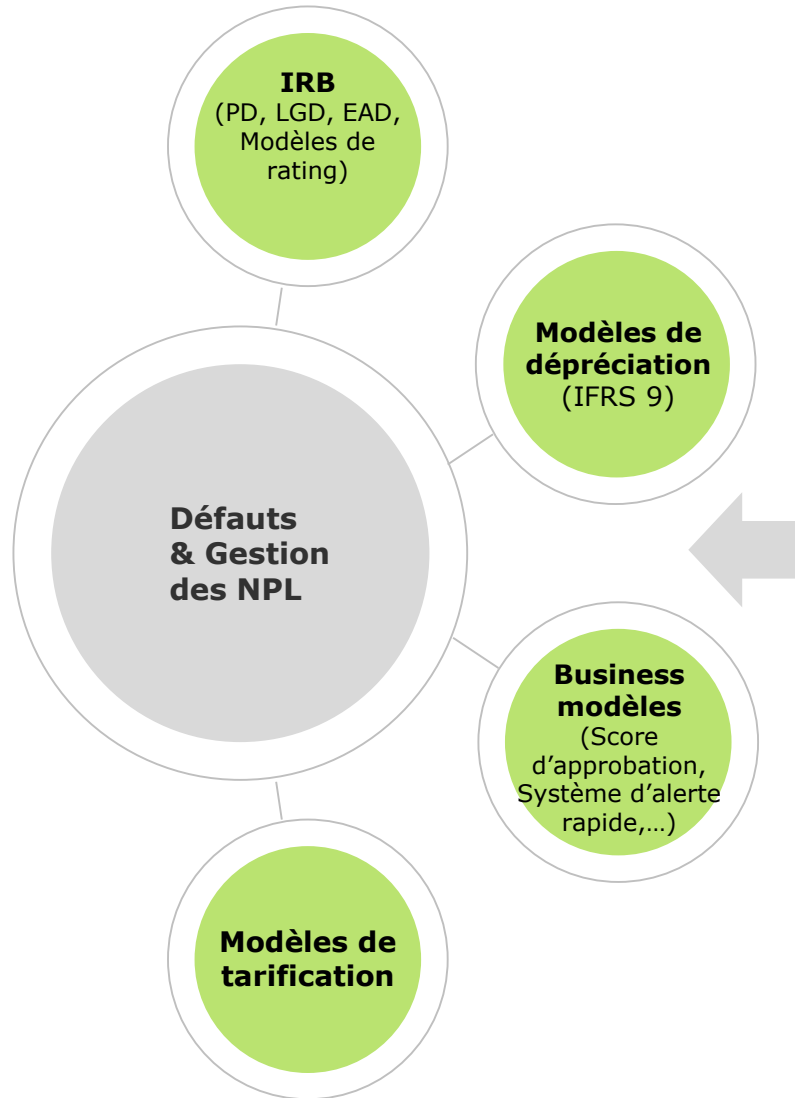 IRB
(PD, LGD, EAD,
Modèles de
rating)
Modèles de
dépréciation
(IFRS 9)
Défauts
& Gestion
des NPL
Business
modèles
(Score
d’approbation,
Système d’alerte
rapide,…)
Modèles de
tarification